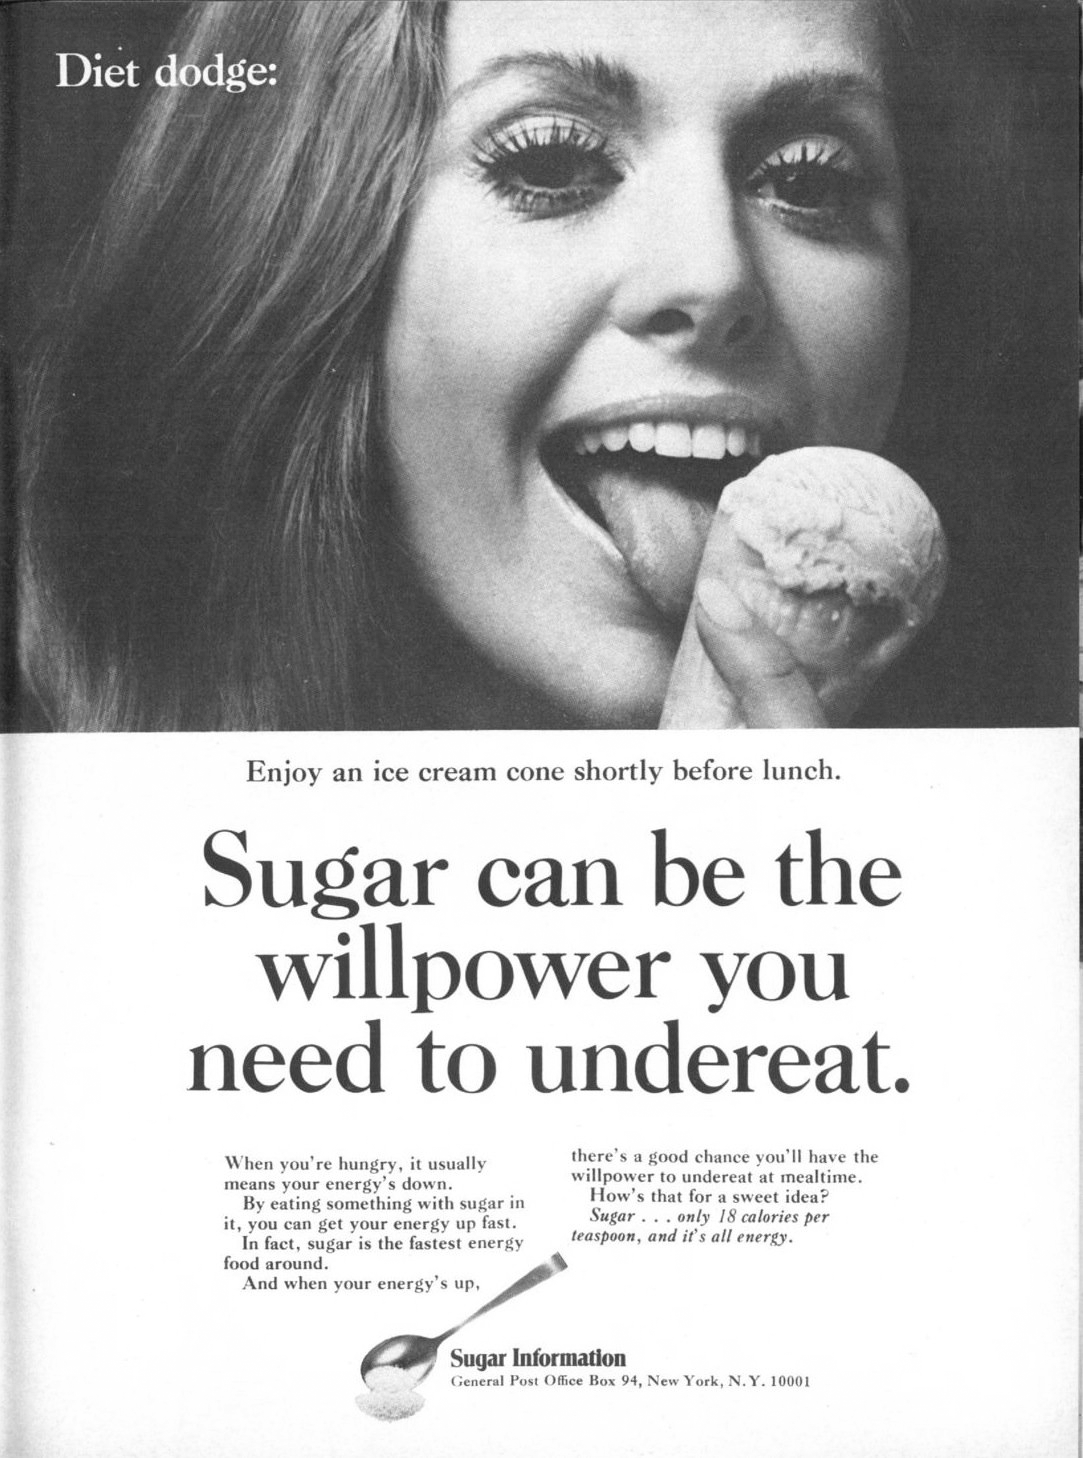 Diet dodge:
Enjoy an ice cream cone shortly before lunch.
Sugar can be the
willpower you
need to undereat.
When you're hungry, it usually
means your energy's down.
By eating something with sugar in
it, you can get your energy up fast.
In fact, sugar is the fastest energy
food around.
And when your energy's up,
there's a good chance you'll have the
willpower to undereat at mealtime.
How's that for a sweet idea?
Sugar . . . only 18 calories per
teaspoon, and it's all energy.
Sugar Information
General Post Office Box 94, New York, N.Y. 10001